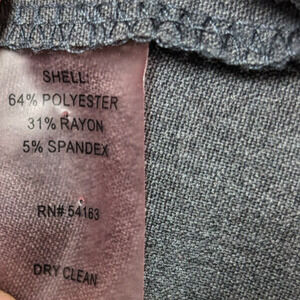 SHELL:
64% POLYESTER
31% RAYON
5% SPANDEX
RN# 54163
DRY CLEAN